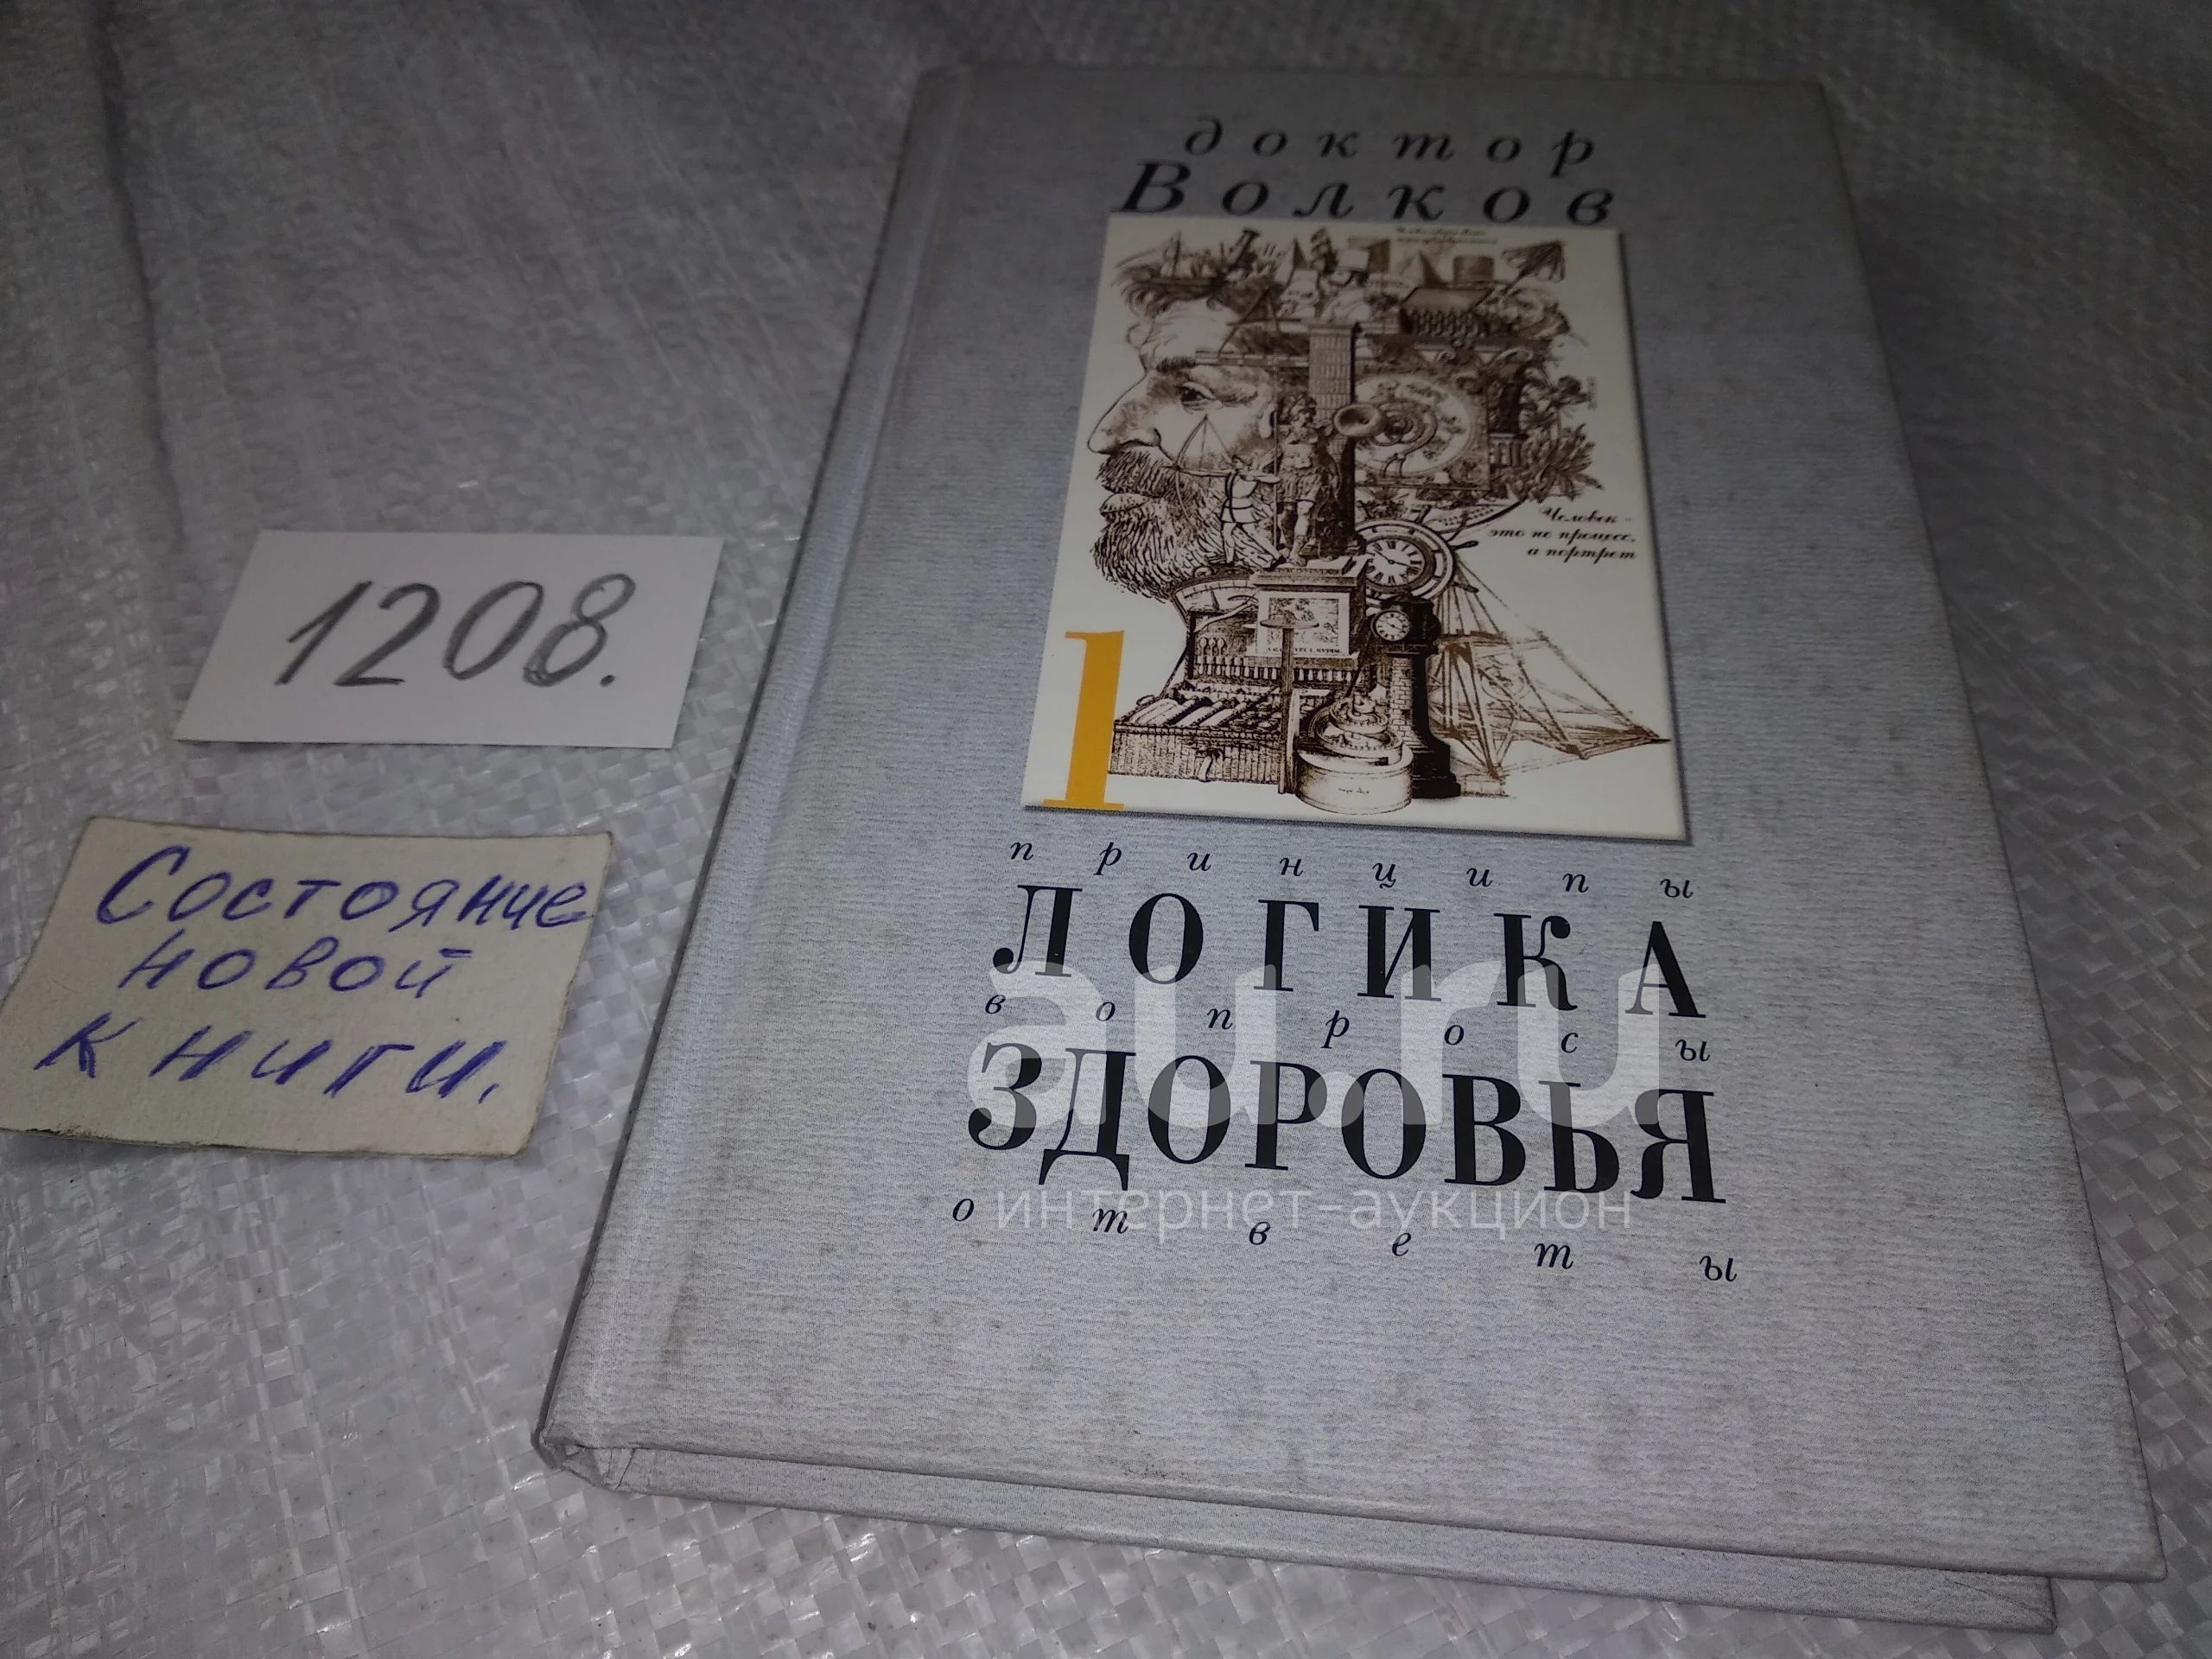 доктор
Волков
Человек -
это не процесс,
а портрет
1
принципы
ЛОГИКА
вопросы
ЗДОРОВЬЯ
ответы
1208.
Состояние
новой
книги.
au.ru
интернет-аукцион